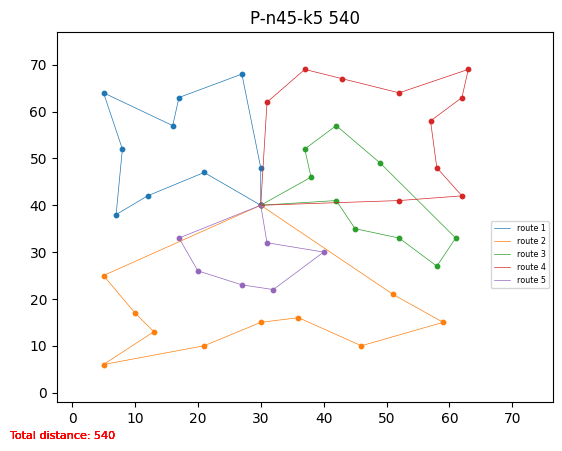 P-n45-k5 540
70
60
50
40
30
20
10
0
route 1
route 2
route 3
route 4
route 5
0 10 20 30 40 50 60 70
Total distance: 540